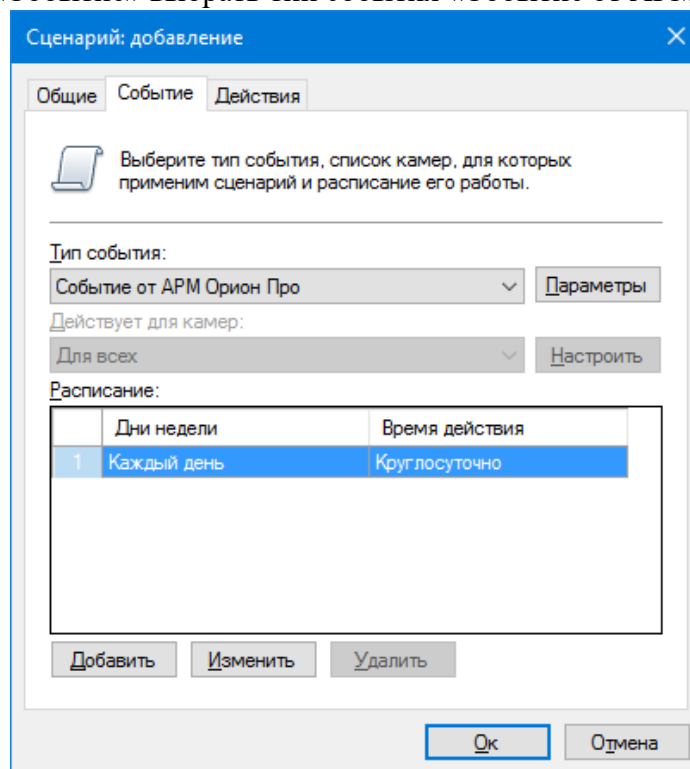 Сценарий: добавление
Общие Событие Действия
Выберите тип события, список камер, для которых
применим сценарий и расписание его работы.
Тип события:
Событие от АРМ Орион Про Параметры
Действует для камер:
Для всех Настроить
Расписание:
Дни недели Время действия
1 Каждый день Круглосуточно
Добавить Изменить Удалить
Ок Отмена